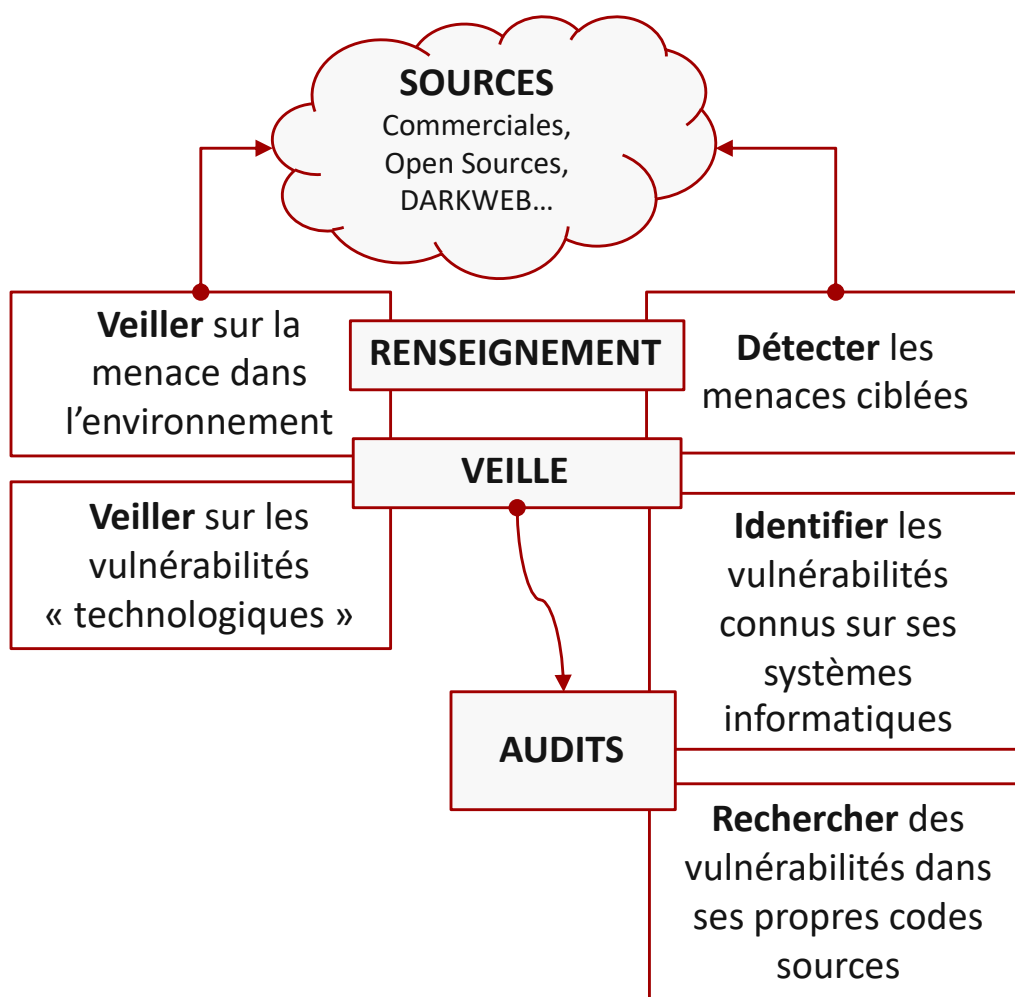 SOURCES
Commerciales,
Open Sources,
DARKWEB...
Veiller sur la
menace dans
l'environnement
RENSEIGNEMENT
Détecter les
menaces ciblées
VEILLE
Veiller sur les
vulnérabilités
« technologiques »
Identifier les
vulnérabilités
connus sur ses
systèmes
informatiques
AUDITS
Rechercher des
vulnérabilités dans
ses propres codes
sources